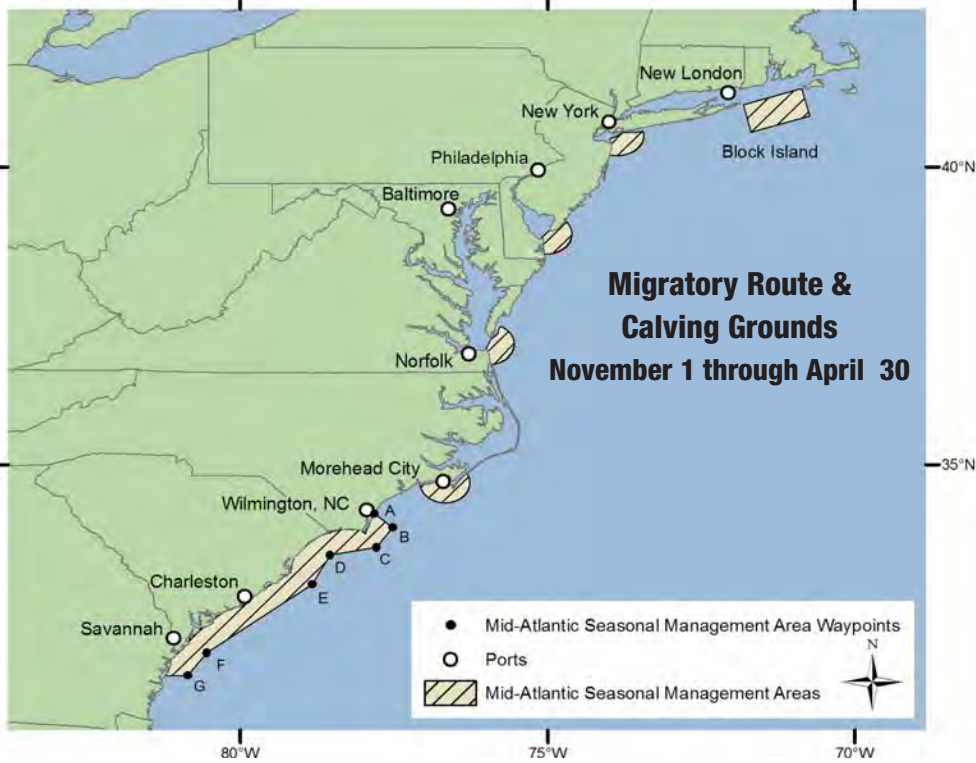 New London
New York
Block Island
Philadelphia
40°N
Baltimore
Migratory Route &
Calving Grounds
November 1 through April 30
Norfolk
Morehead City
35°N
Wilmington, NC
A
B
C
D
E
Charleston
Savannah
F
G
Mid-Atlantic Seasonal Management Area Waypoints
Ports
Mid-Atlantic Seasonal Management Areas
N
80°W
75°W
70°W